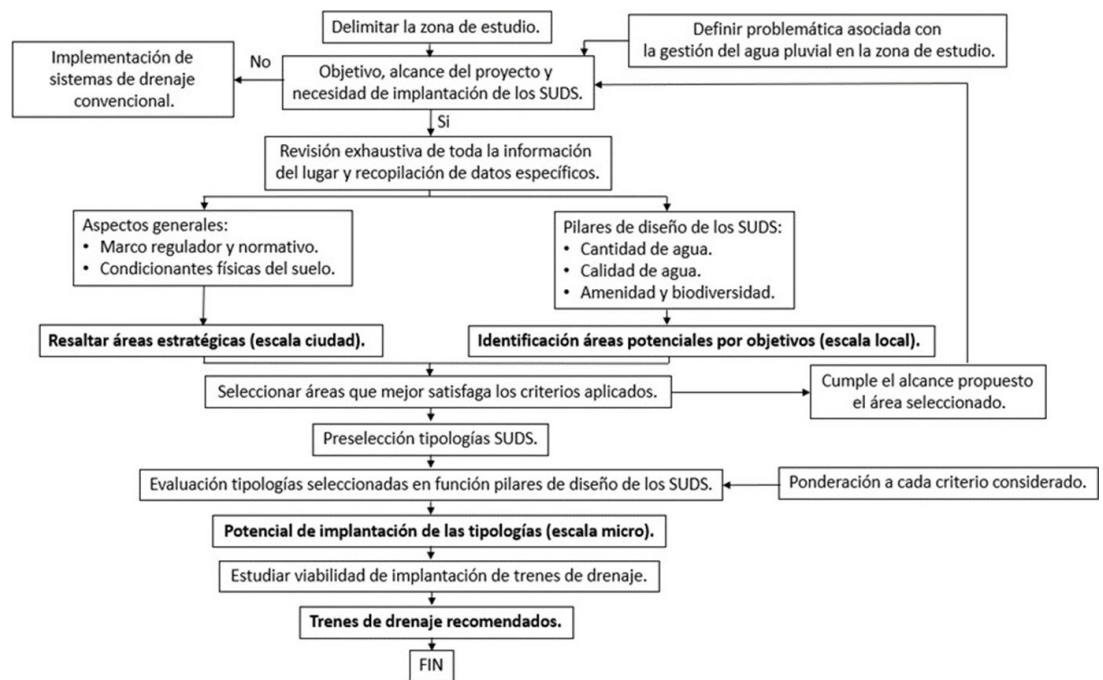 Delimitar la zona de estudio.
Definir problemática asociada con
la gestión del agua pluvial en la zona de estudio.
Implementación de
sistemas de drenaje
convencional.
No
Objetivo, alcance del proyecto y
necesidad de implantación de los SUDS.
Si
Revisión exhaustiva de toda la información
del lugar y recopilación de datos específicos.
Aspectos generales:
• Marco regulador y normativo.
• Condicionantes físicas del suelo.
Pilares de diseño de los SUDS:
• Cantidad de agua.
• Calidad de agua.
• Amenidad y biodiversidad.
Resaltar áreas estratégicas (escala ciudad).
Identificación áreas potenciales por objetivos (escala local).
Seleccionar áreas que mejor satisfaga los criterios aplicados.
Cumple el alcance propuesto
el área seleccionado.
Preselección tipologías SUDS.
Evaluación tipologías seleccionadas en función pilares de diseño de los SUDS.
Ponderación a cada criterio considerado.
Potencial de implantación de las tipologías (escala micro).
Estudiar viabilidad de implantación de trenes de drenaje.
Trenes de drenaje recomendados.
FIN